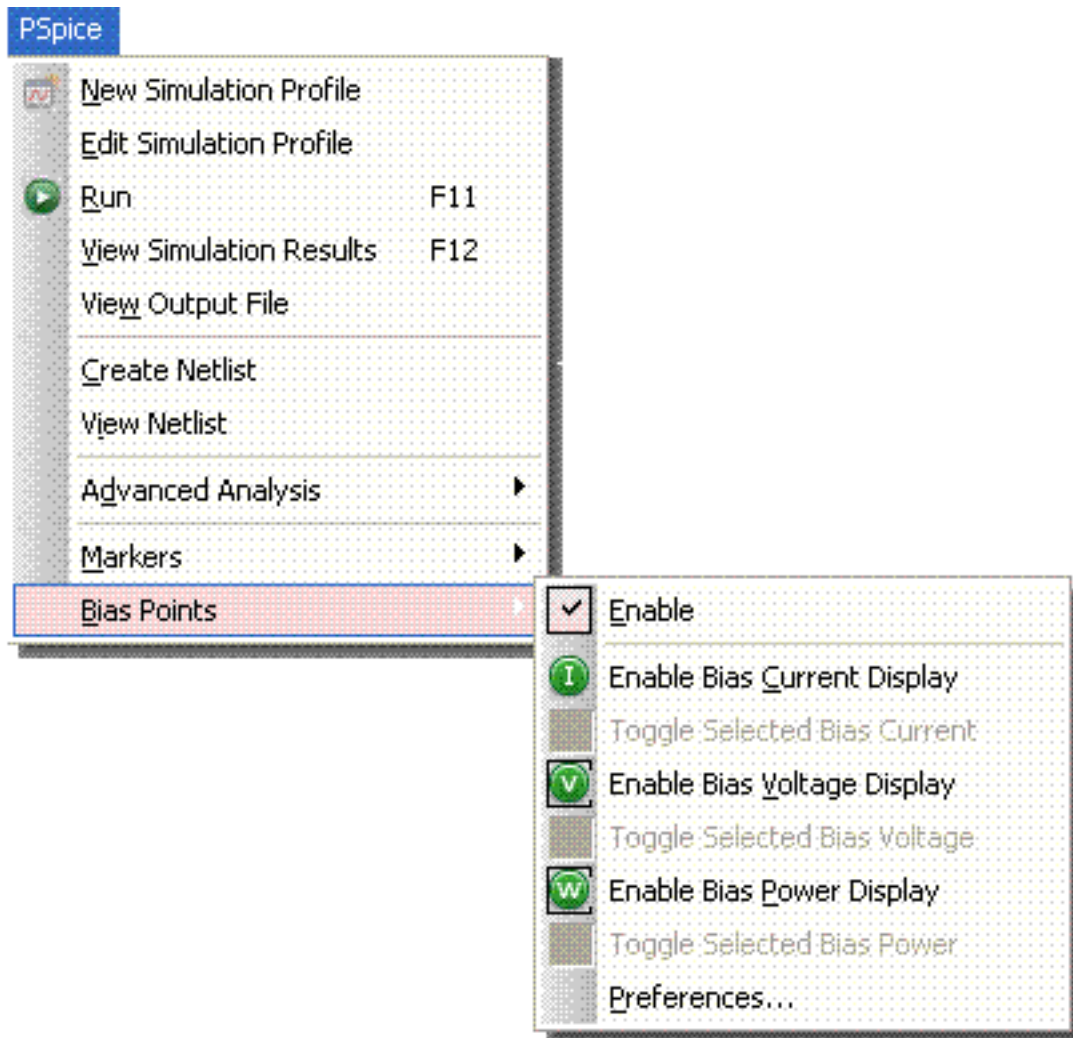 PSpice
New Simulation Profile
Edit Simulation Profile
Run F11
View Simulation Results F12
View Output File
Create Netlist
View Netlist
Advanced Analysis
Markers
Bias Points
Enable
I Enable Bias Current Display
Toggle Selected Bias Current
V Enable Bias Voltage Display
Toggle Selected Bias Voltage
W Enable Bias Power Display
Toggle Selected Bias Power
Preferences...